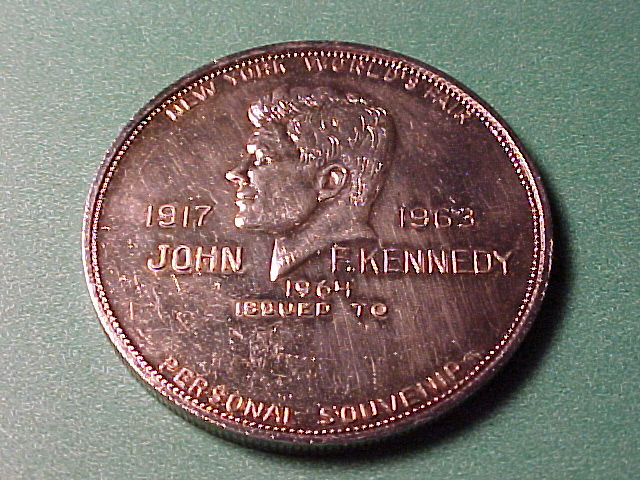 NEW YORK WORLD'S FAIR
1917 1963
JOHN F. KENNEDY
1964
ISSUED TO
PERSONAL SOUVENIR